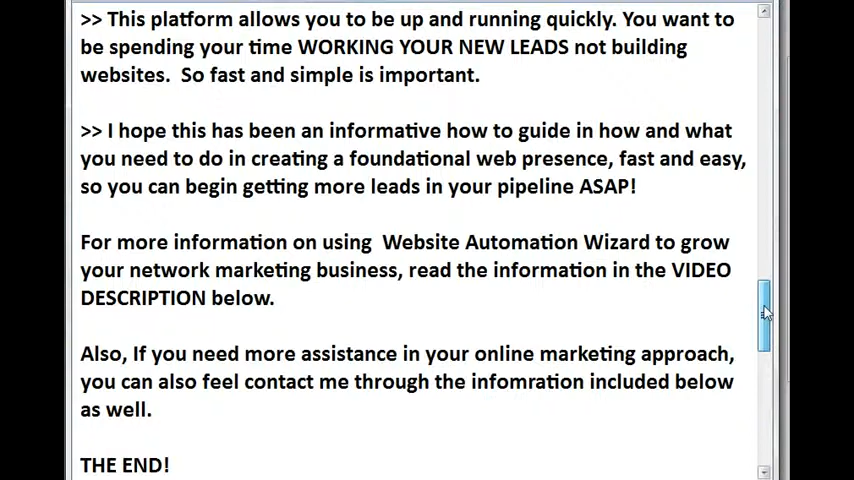 >> This platform allows you to be up and running quickly. You want to
be spending your time WORKING YOUR NEW LEADS not building
websites.  So fast and simple is important.
>> I hope this has been an informative how to guide in how and what
you need to do in creating a foundational web presence, fast and easy,
so you can begin getting more leads in your pipeline ASAP!
For more information on using  Website Automation Wizard to grow
your network marketing business, read the information in the VIDEO
DESCRIPTION below.
Also, If you need more assistance in your online marketing approach,
you can also feel contact me through the infomration included below
as well.
THE END!